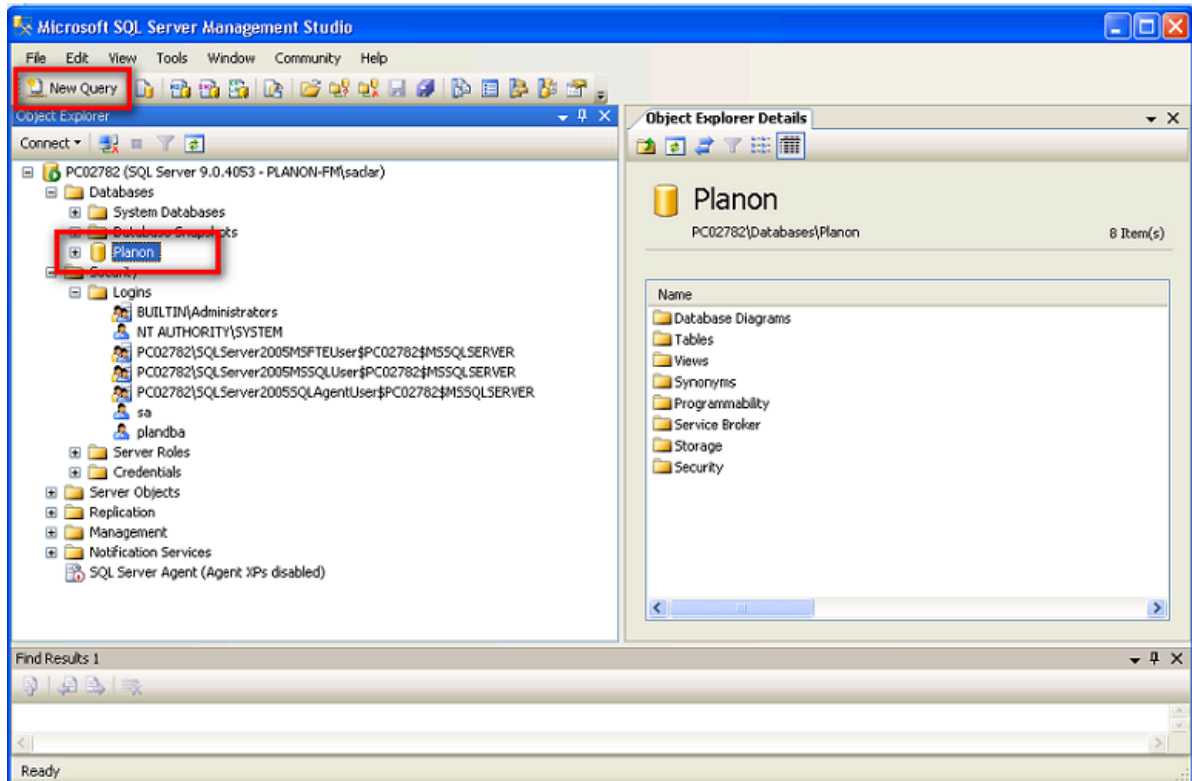 Microsoft SQL Server Management Studio
File Edit View Tools Window Community Help
New Query
Object Explorer
Connect
PC02782 (SQL Server 9.0.4053 - PLANON-FM\sadar)
Databases
System Databases
Database Snapshots
Planon
Security
Logins
BUILTIN\Administrators
NT AUTHORITY\SYSTEM
PC02782\SQLServer2005MSFTEUser$PC02782$MSSQLSERVER
PC02782\SQLServer2005MSSQLUser$PC02782$MSSQLSERVER
PC02782\SQLServer2005SQLAgentUser$PC02782$MSSQLSERVER
sa
plandba
Server Roles
Credentials
Server Objects
Replication
Management
Notification Services
SQL Server Agent (Agent XPs disabled)
Object Explorer Details
Planon
PC02782\Databases\Planon 8 Item(s)
Name
Database Diagrams
Tables
Views
Synonyms
Programmability
Service Broker
Storage
Security
Find Results 1
Ready